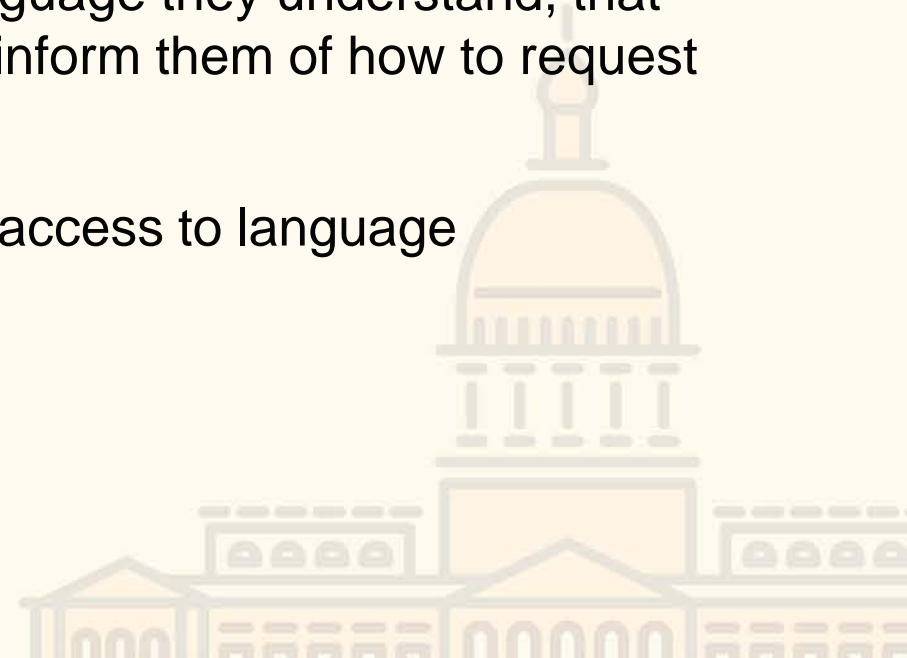 guage they understand, that
inform them of how to request
access to language